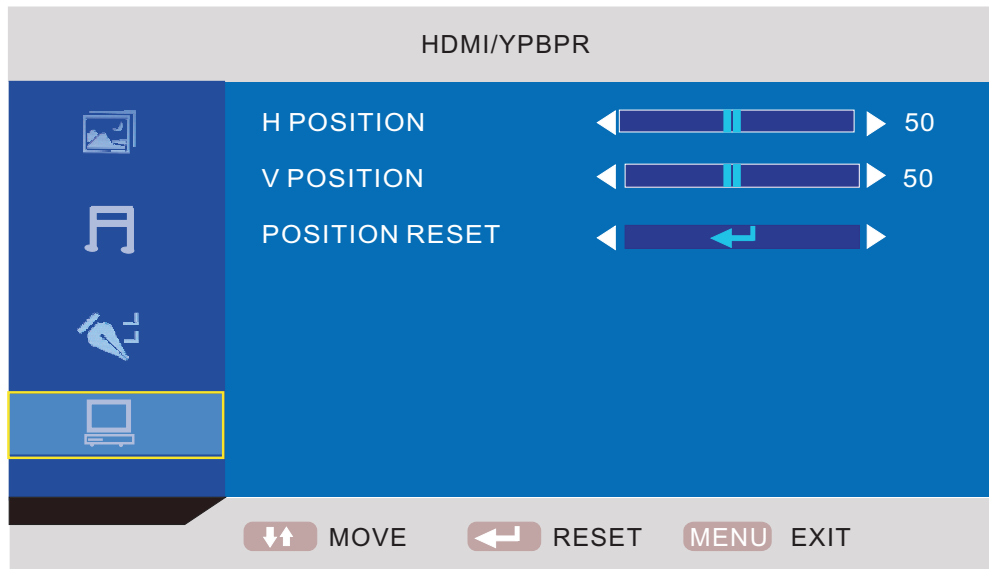 HDMI/YPBPR
H POSITION 50
V POSITION 50
POSITION RESET
MOVE RESET MENU EXIT